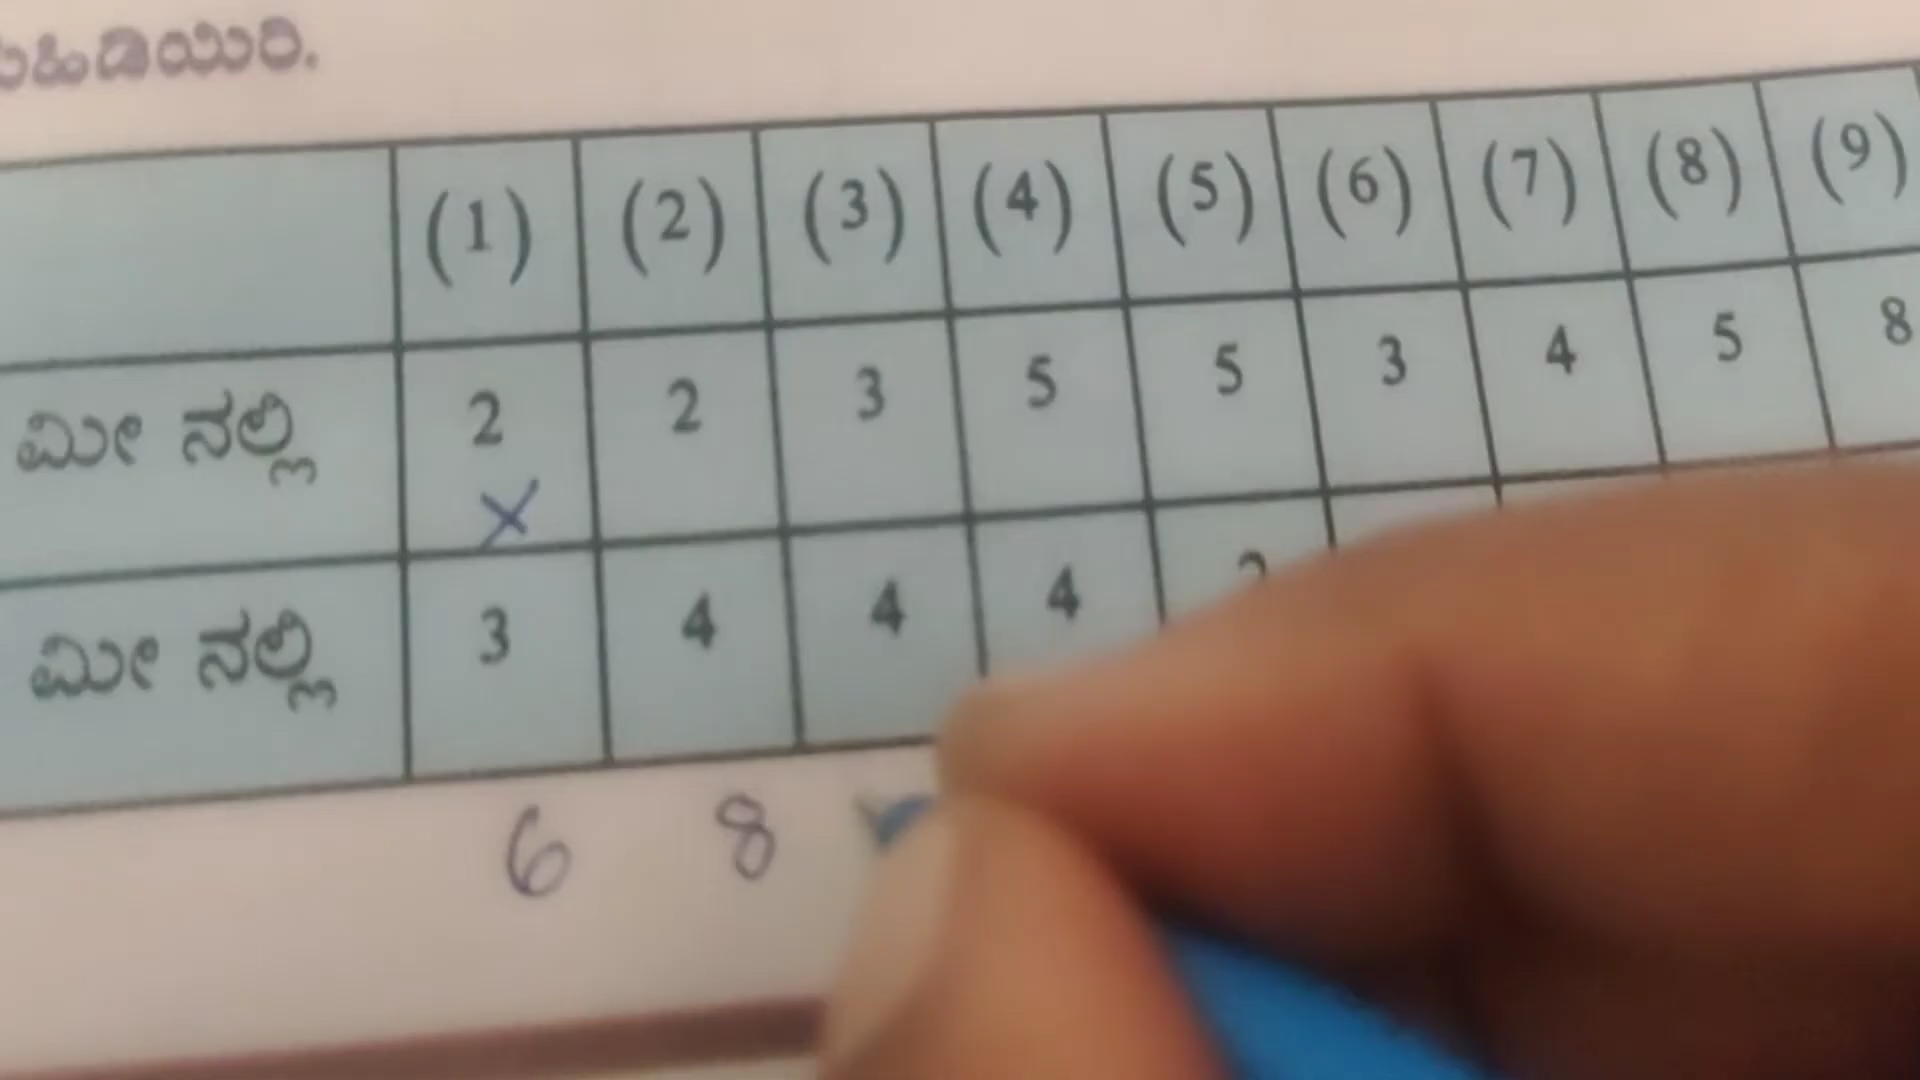 (1) (2) (3) (4) (5) (6) (7) (8) (9)
ಮೀ ನಲ್ಲಿ 2 2 3 5 5 3 4 5 8
×
ಮೀ ನಲ್ಲಿ 3 4 4 4
6 8